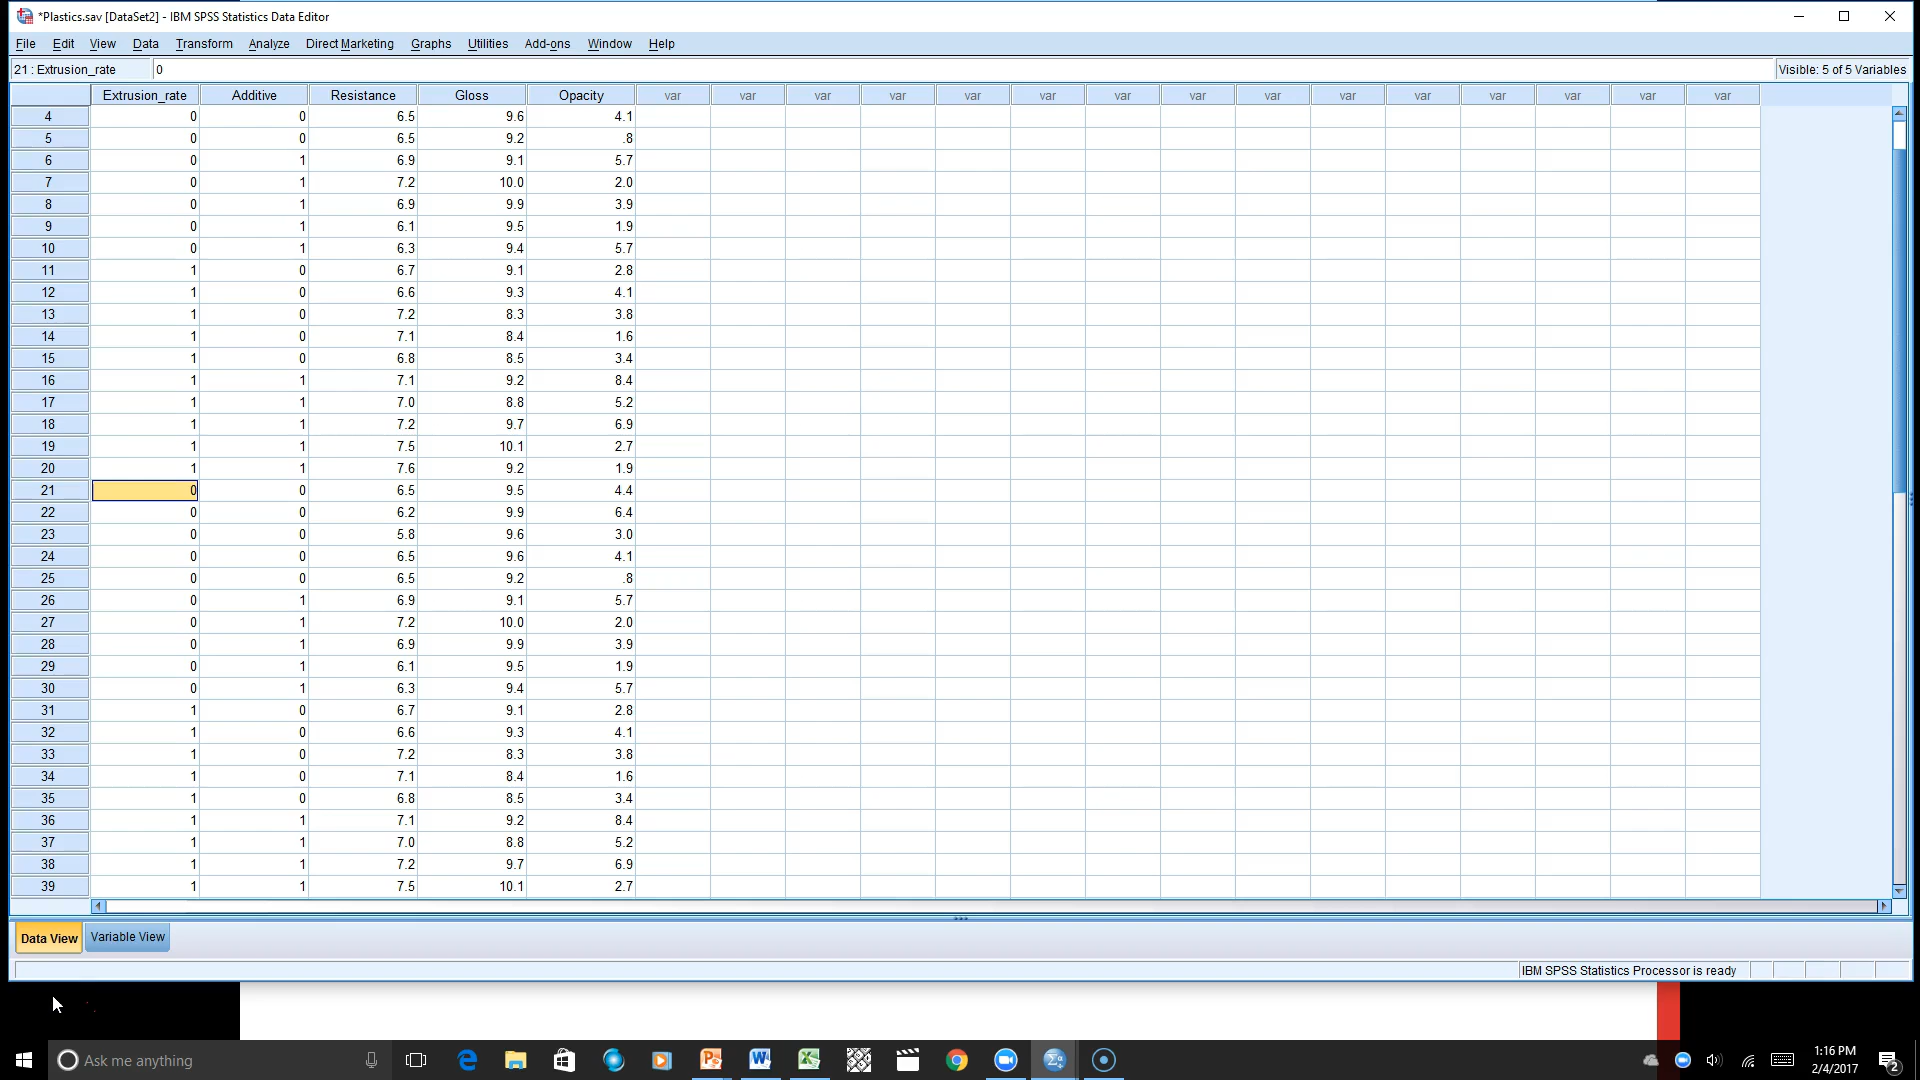 *Plastics.sav [DataSet2] - IBM SPSS Statistics Data Editor
File Edit View Data Transform Analyze Direct Marketing Graphs Utilities Add-ons Window Help
21 : Extrusion_rate 0 Visible: 5 of 5 Variables
Extrusion_rate Additive Resistance Gloss Opacity var var var var var var var var var var var var var var var
4 0 0 6.5 9.6 4.1
5 0 0 6.5 9.2 .8
6 0 1 6.9 9.1 5.7
7 0 1 7.2 10.0 2.0
8 0 1 6.9 9.9 3.9
9 0 1 6.1 9.5 1.9
10 0 1 6.3 9.4 5.7
11 1 0 6.7 9.1 2.8
12 1 0 6.6 9.3 4.1
13 1 0 7.2 8.3 3.8
14 1 0 7.1 8.4 1.6
15 1 0 6.8 8.5 3.4
16 1 1 7.1 9.2 8.4
17 1 1 7.0 8.8 5.2
18 1 1 7.2 9.7 6.9
19 1 1 7.5 10.1 2.7
20 1 1 7.6 9.2 1.9
21 0 0 6.5 9.5 4.4
22 0 0 6.2 9.9 6.4
23 0 0 5.8 9.6 3.0
24 0 0 6.5 9.6 4.1
25 0 0 6.5 9.2 .8
26 0 1 6.9 9.1 5.7
27 0 1 7.2 10.0 2.0
28 0 1 6.9 9.9 3.9
29 0 1 6.1 9.5 1.9
30 0 1 6.3 9.4 5.7
31 1 0 6.7 9.1 2.8
32 1 0 6.6 9.3 4.1
33 1 0 7.2 8.3 3.8
34 1 0 7.1 8.4 1.6
35 1 0 6.8 8.5 3.4
36 1 1 7.1 9.2 8.4
37 1 1 7.0 8.8 5.2
38 1 1 7.2 9.7 6.9
39 1 1 7.5 10.1 2.7
Data View Variable View
IBM SPSS Statistics Processor is ready
Ask me anything
1:16 PM
2/4/2017
2